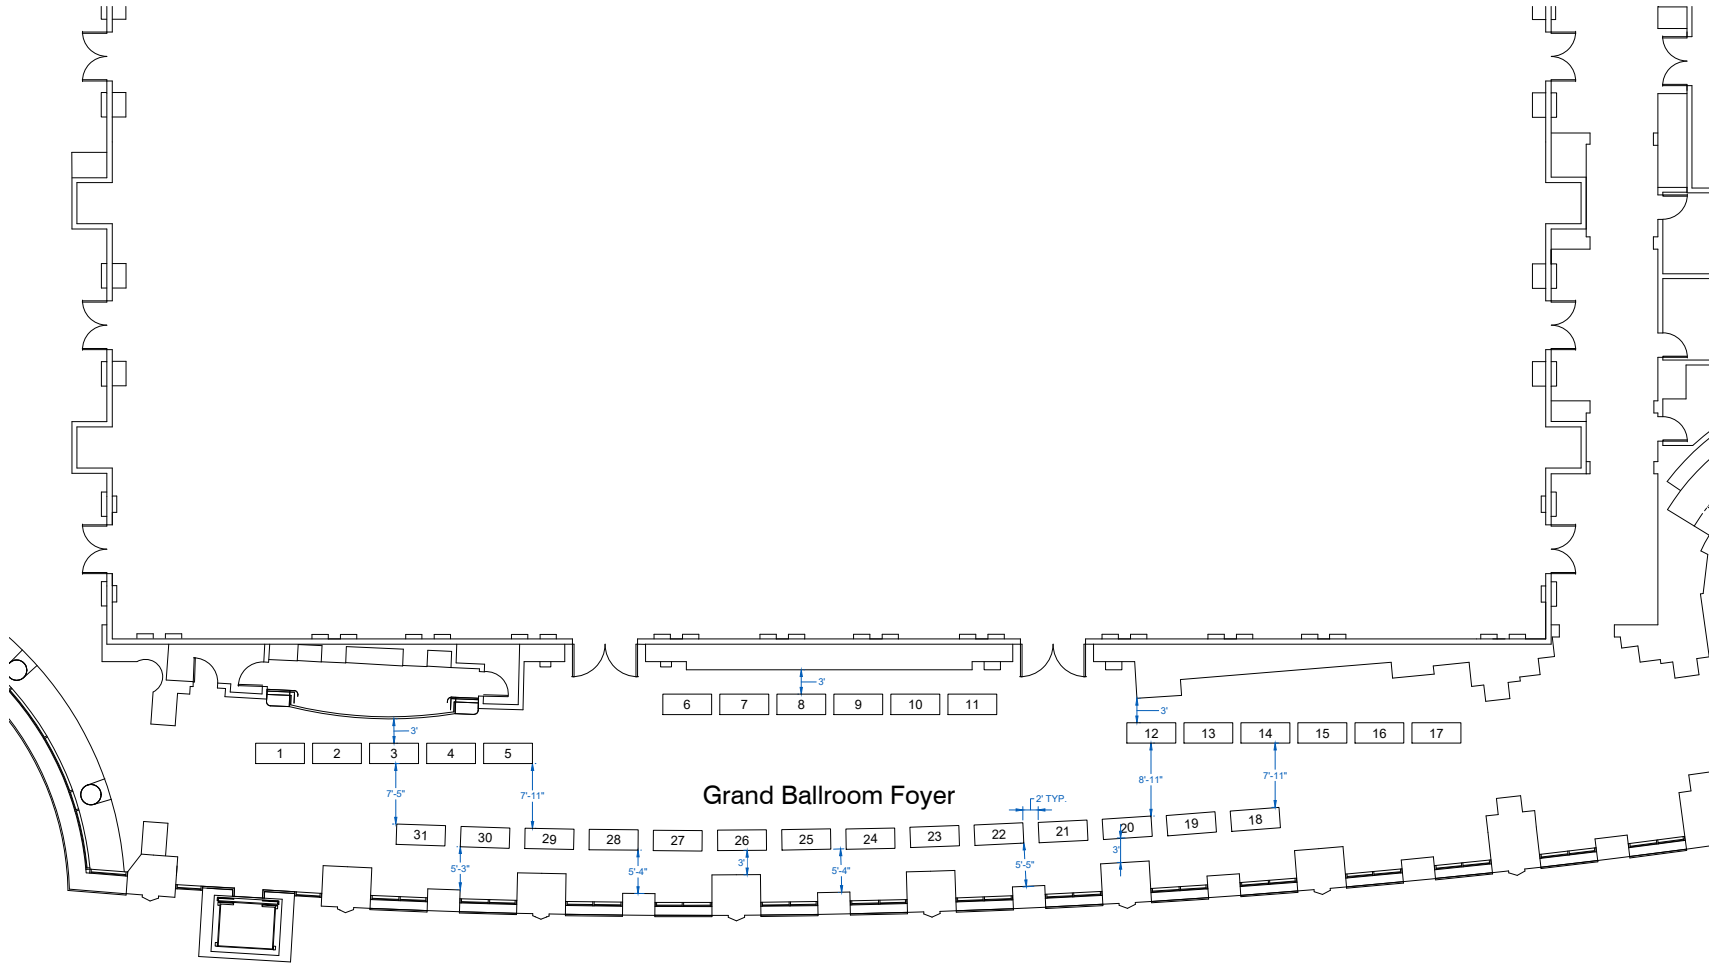 3'
6 7 8 9 10 11
3'
3'
12 13 14 15 16 17
1 2 3 4 5
7'-5"
7'-11"
8'-11"
7'-11"
Grand Ballroom Foyer
2' TYP.
31 30 29 28 27 26 25 24 23 22 21 20 19 18
5'-3"
5'-4"
3'
5'-4"
5'-5"
3'